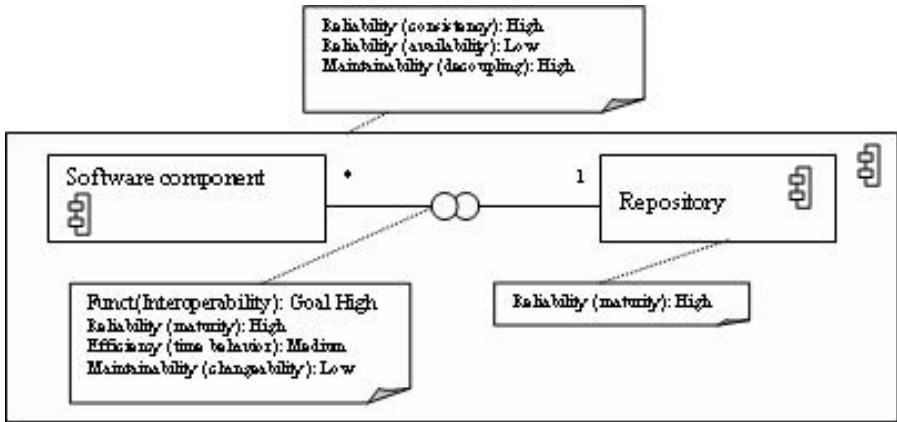 Reliability (consistency): High
Reliability (availability): Low
Maintainability (decoupling): High
Software component
*
1
Repository
Funct(Interoperability): Goal High
Reliability (maturity): High
Efficiency (time behavior): Medium
Maintainability (changeability): Low
Reliability (maturity): High